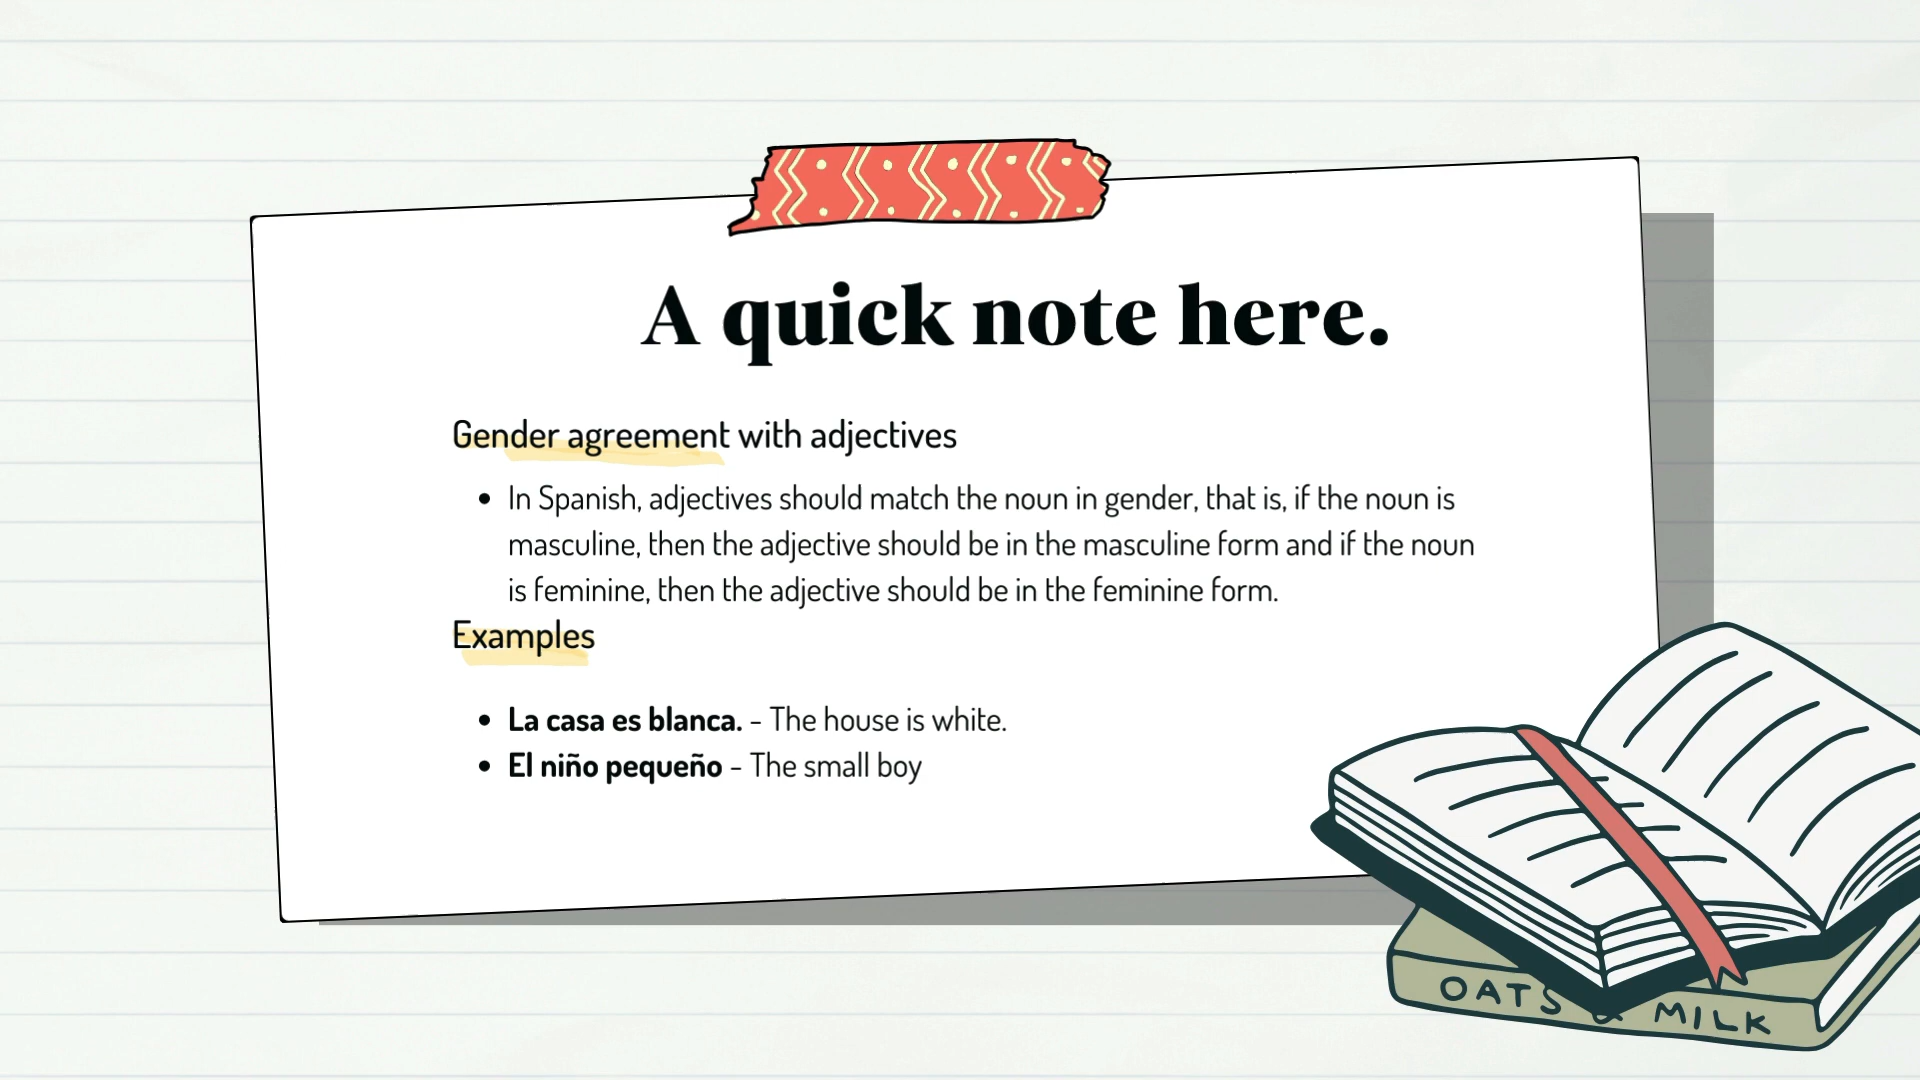 A quick note here.
Gender agreement with adjectives
• In Spanish, adjectives should match the noun in gender, that is, if the noun is
masculine, then the adjective should be in the masculine form and if the noun
is feminine, then the adjective should be in the feminine form.
Examples
• La casa es blanca. - The house is white.
• El niño pequeño - The small boy
OATS & MILK